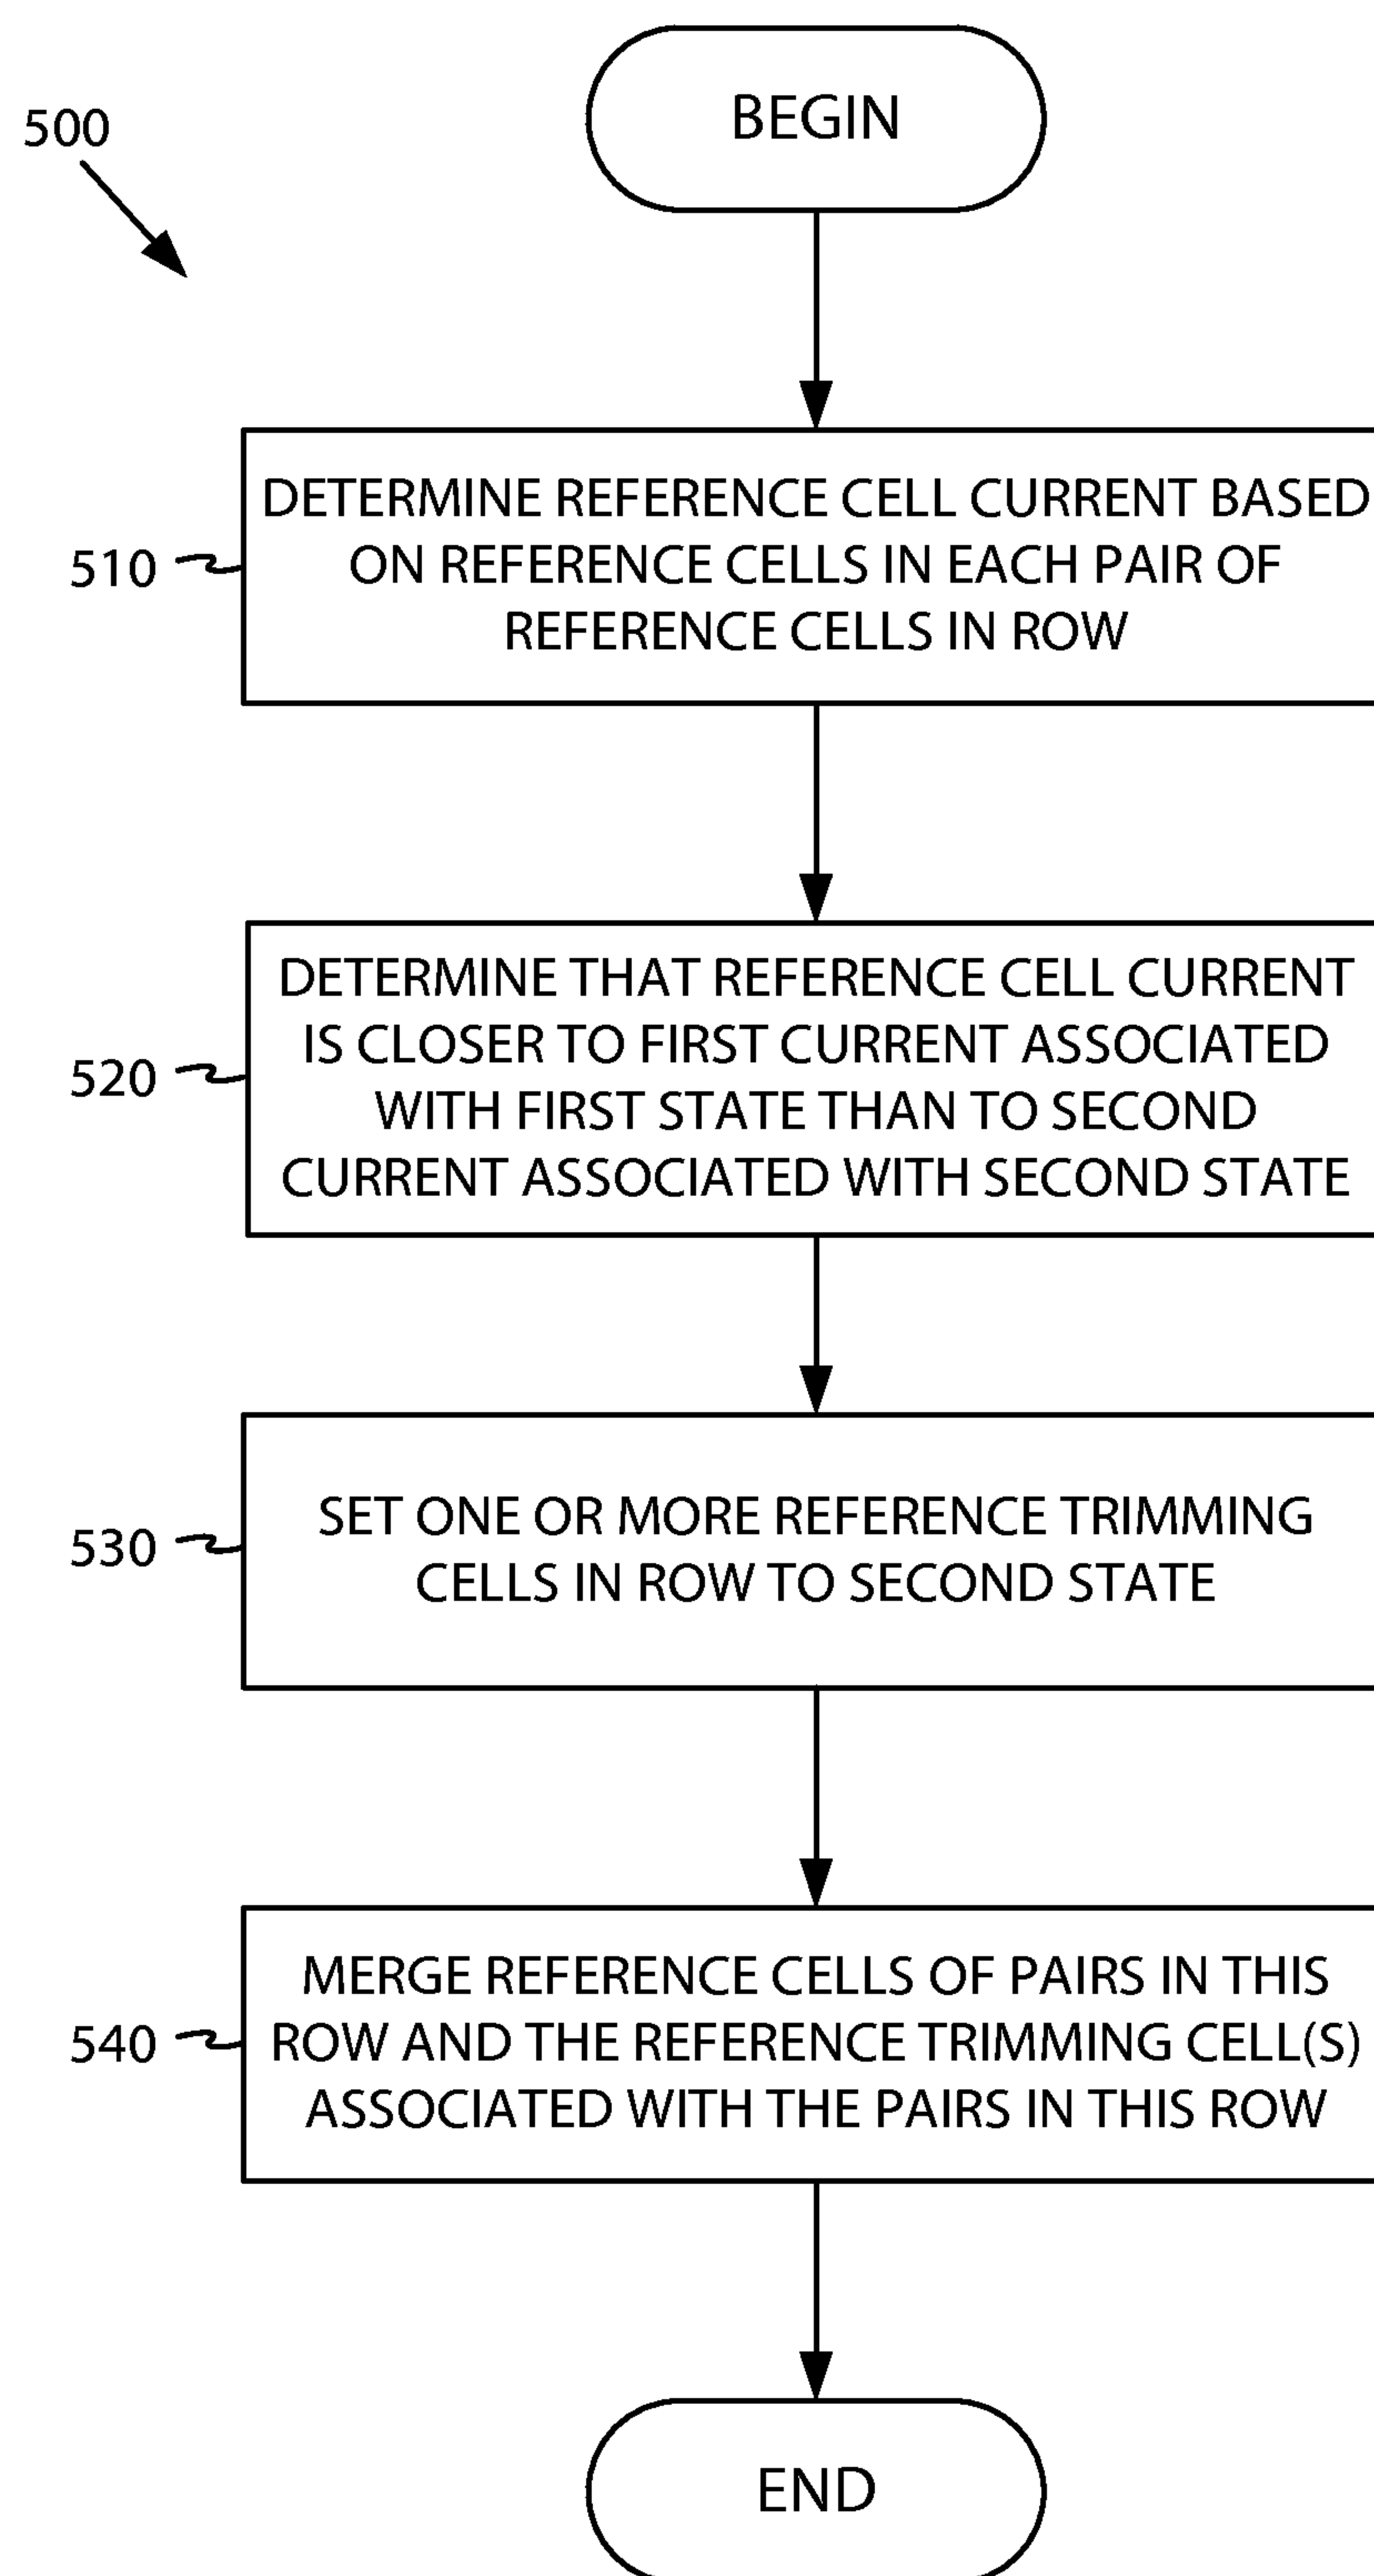 BEGIN
500
DETERMINE REFERENCE CELL CURRENT BASED
ON REFERENCE CELLS IN EACH PAIR OF
REFERENCE CELLS IN ROW
510
DETERMINE THAT REFERENCE CELL CURRENT
IS CLOSER TO FIRST CURRENT ASSOCIATED
WITH FIRST STATE THAN TO SECOND
CURRENT ASSOCIATED WITH SECOND STATE
520
SET ONE OR MORE REFERENCE TRIMMING
CELLS IN ROW TO SECOND STATE
530
MERGE REFERENCE CELLS OF PAIRS IN THIS
ROW AND THE REFERENCE TRIMMING CELL(S)
ASSOCIATED WITH THE PAIRS IN THIS ROW
540
END